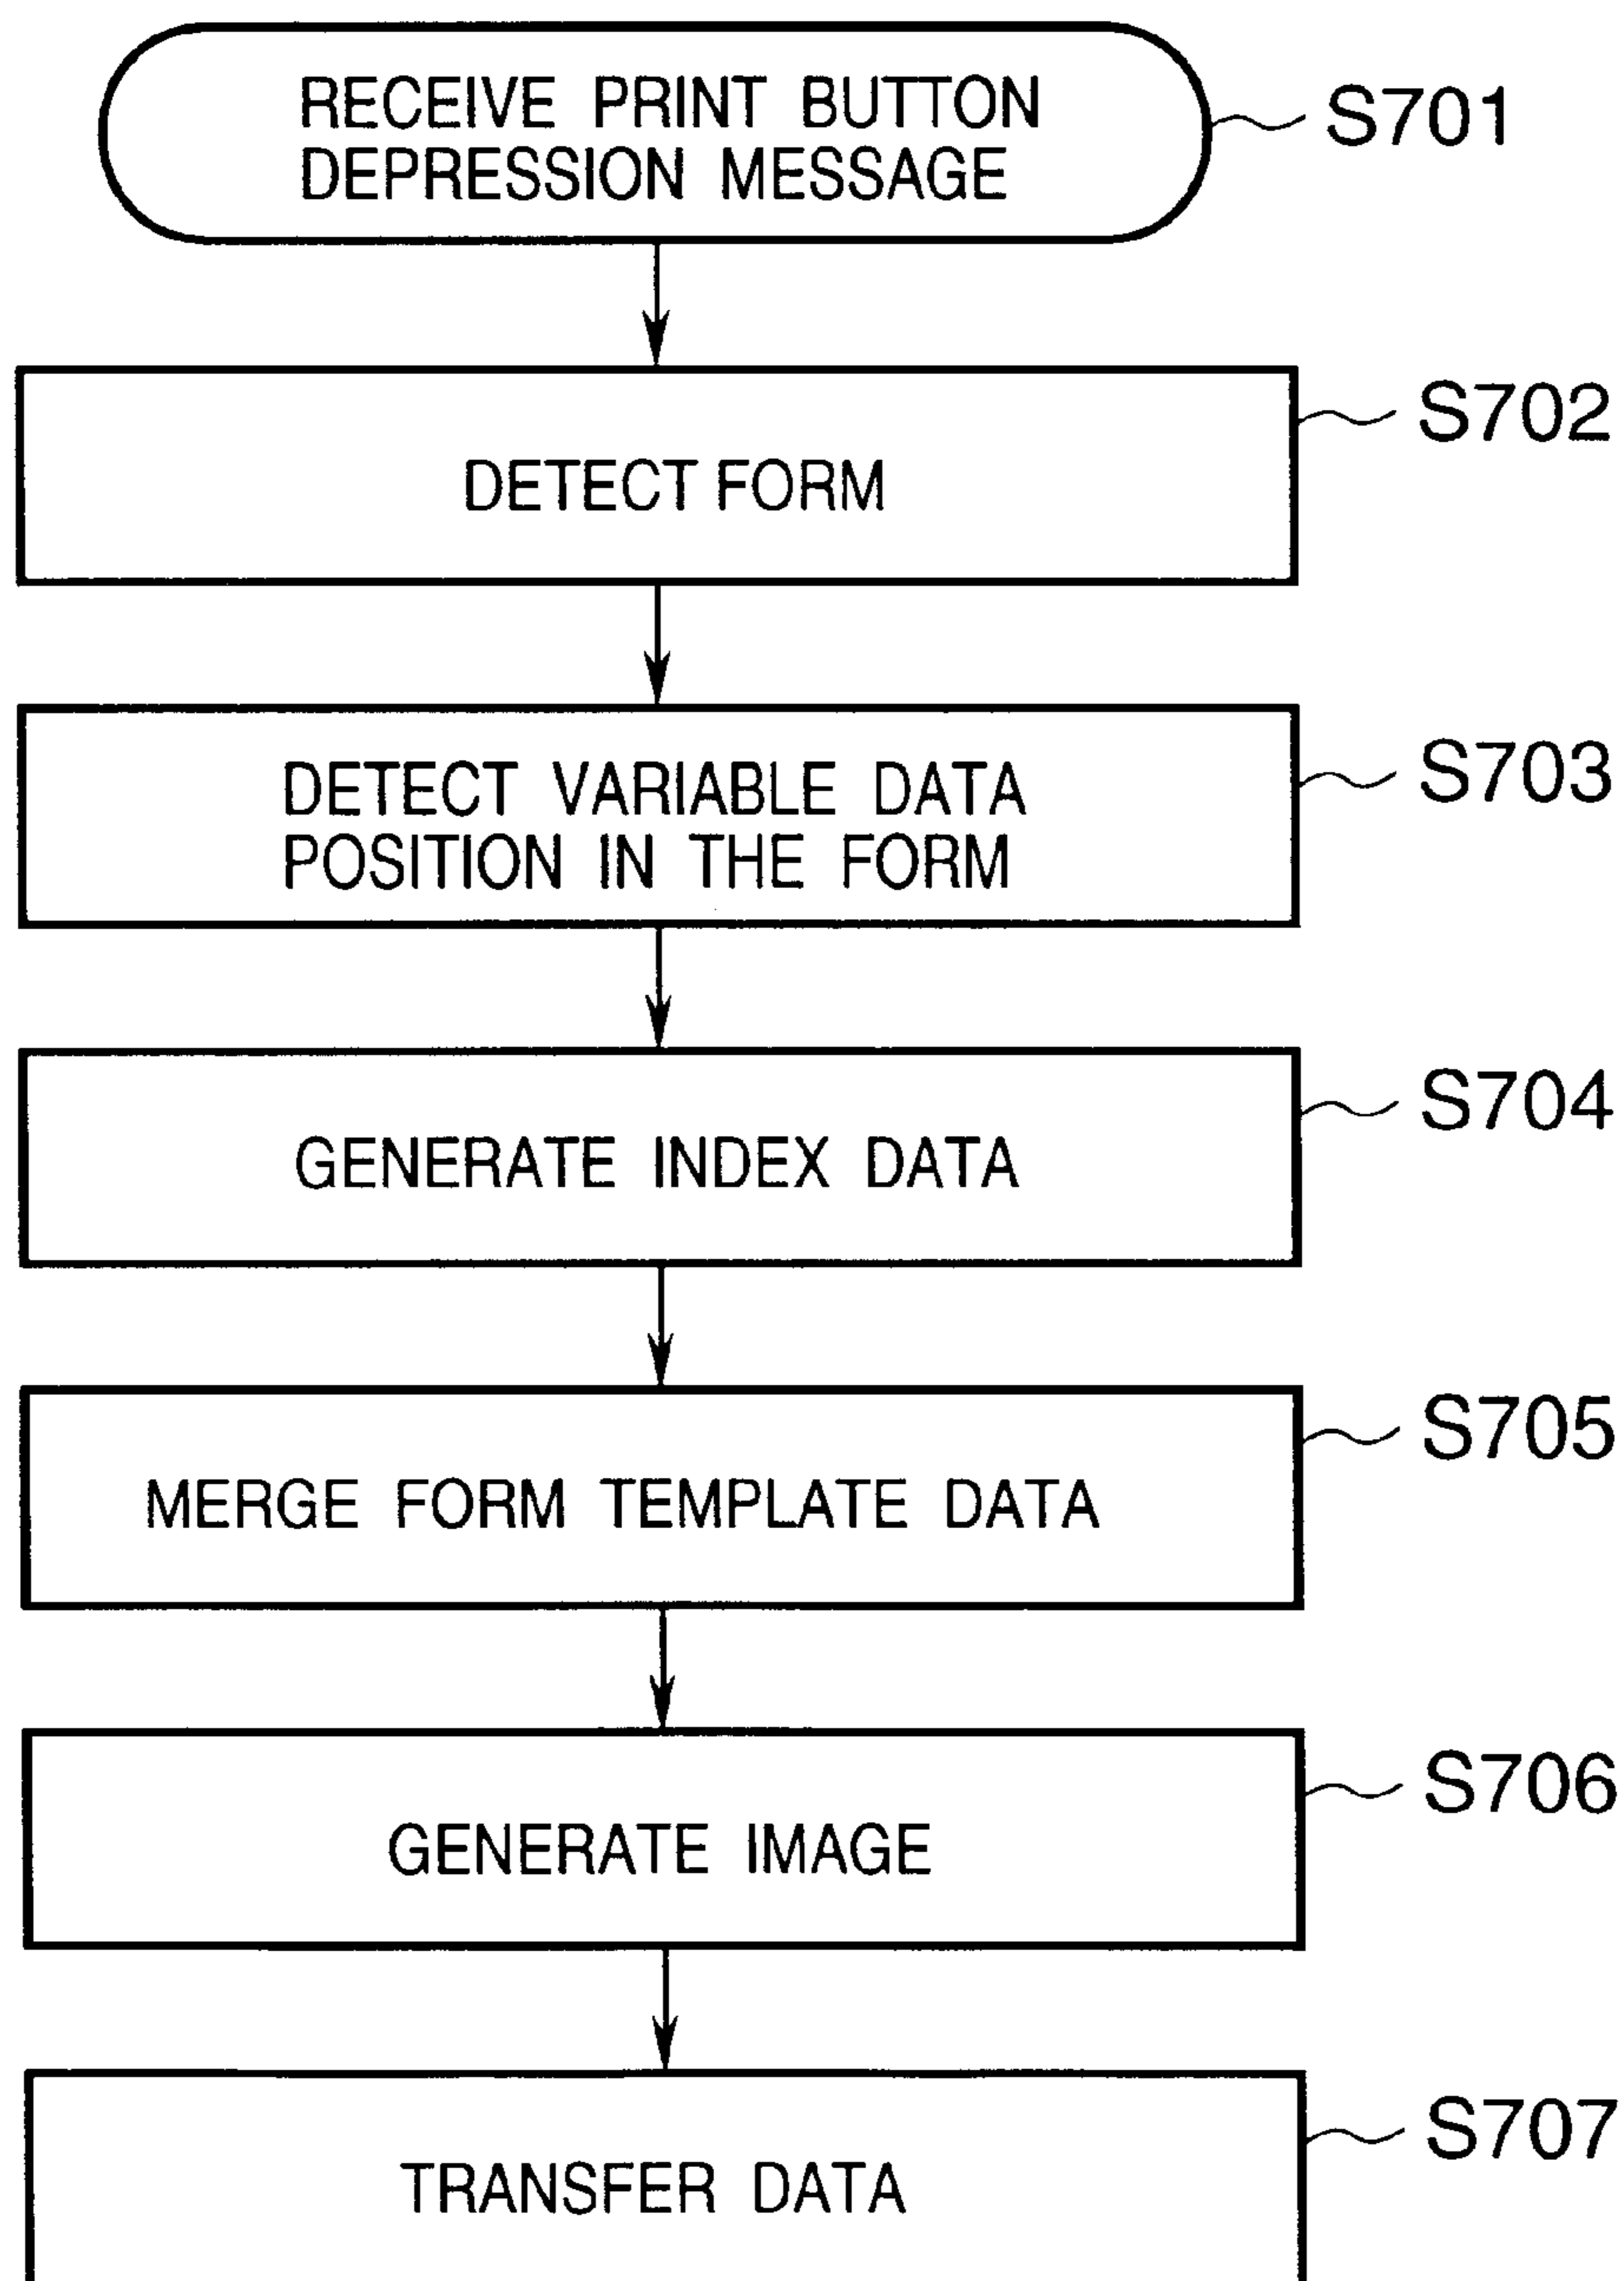 RECEIVE PRINT BUTTON
DEPRESSION MESSAGE
S701
DETECT FORM
S702
DETECT VARIABLE DATA
POSITION IN THE FORM
S703
GENERATE INDEX DATA
S704
MERGE FORM TEMPLATE DATA
S705
GENERATE IMAGE
S706
TRANSFER DATA
S707